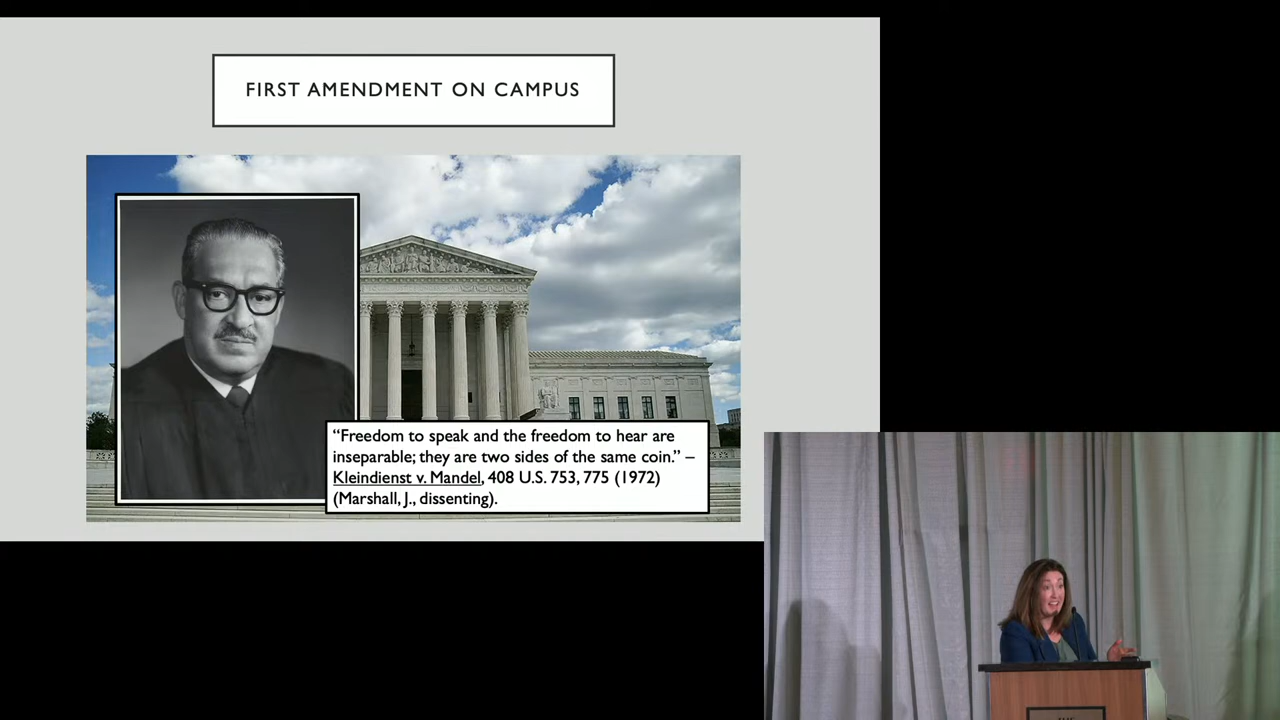 FIRST AMENDMENT ON CAMPUS
“Freedom to speak and the freedom to hear are
inseparable; they are two sides of the same coin.” –
Kleindienst v. Mandel, 408 U.S. 753, 775 (1972)
(Marshall, J., dissenting).